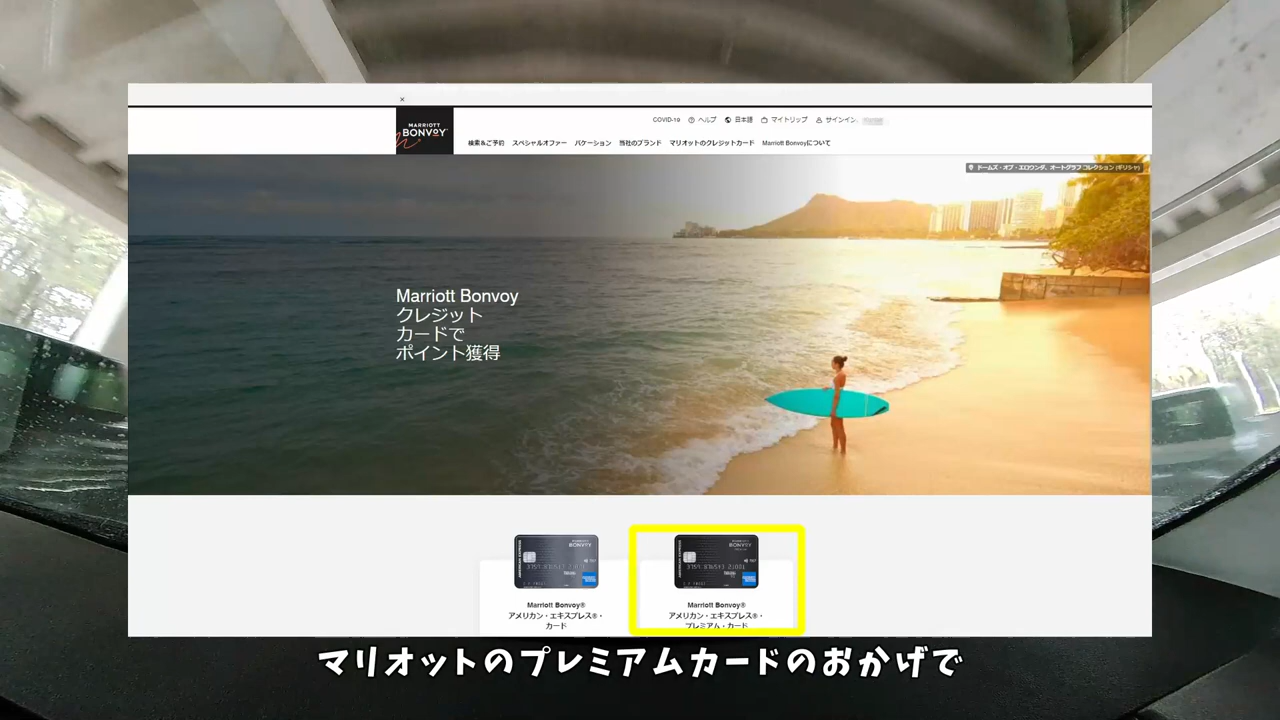 ×
MARRIOTT
BONVOY
COVID-19 ヘルプ 日本語 マイトリップ サインイン、
検索&ご予約 スペシャルオファー バケーション 当社のブランド マリオットのクレジットカード Marriott Bonvoyについて
ドームズ・オブ・エロウンダ、オートグラフ コレクション (ギリシャ)
Marriott Bonvoy
クレジット
カードで
ポイント獲得
Marriott Bonvoy®
アメリカン・エキスプレス®・
カード
Marriott Bonvoy®
アメリカン・エキスプレス®・
プレミアム・カード
マリオットのプレミアムカードのおかげで